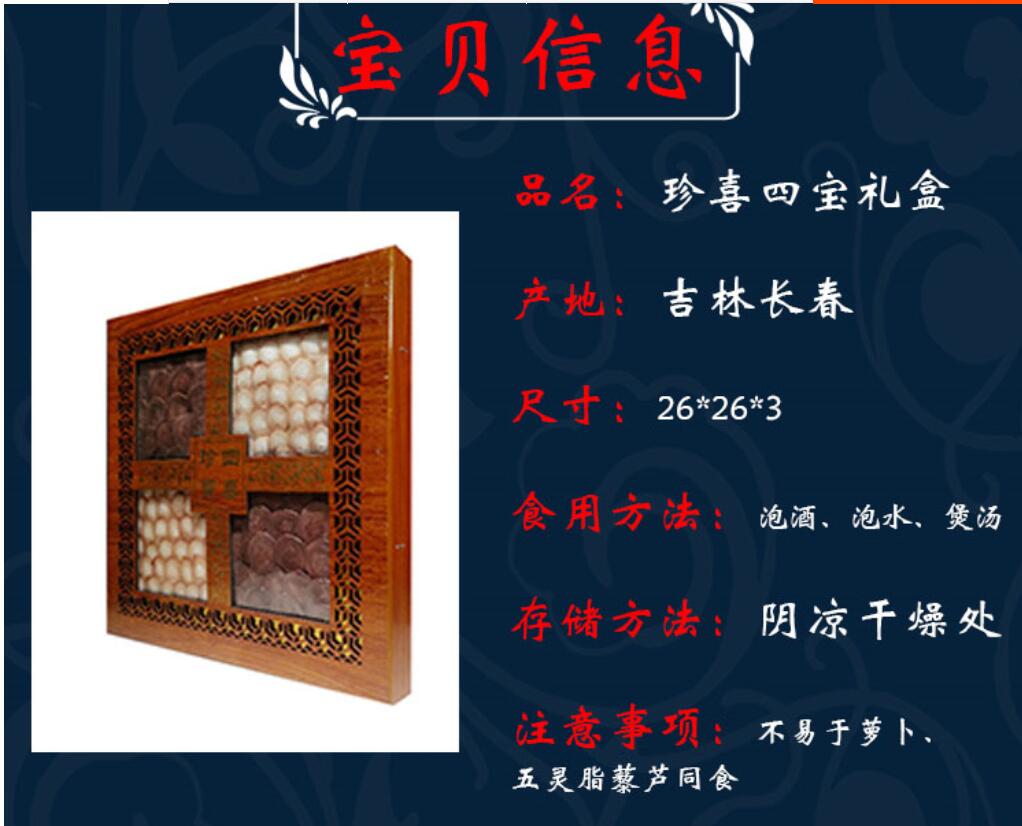 宝贝信息
品名：珍喜四宝礼盒
产地：吉林长春
尺寸：26*26*3
食用方法：泡酒、泡水、煲汤
存储方法：阴凉干燥处
注意事项：不易于萝卜、
五灵脂藜芦同食